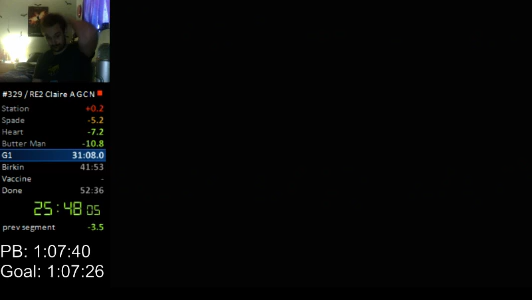 #329 / RE2 Claire A GCN
Station +0.2
Spade -5.2
Heart -7.2
Butter Man -10.8
G1 31:08.0
Birkin 41:53
Vaccine -
Done 52:36
25:48 05
prev segment -3.5
PB: 1:07:40
Goal: 1:07:26